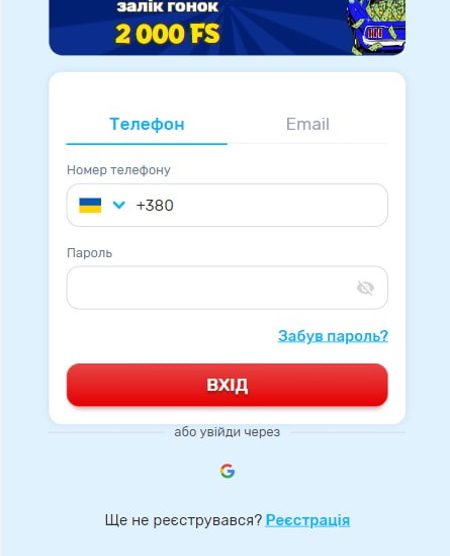 залік гонок
2 000 FS
Телефон
Email
Номер телефону
+380
Пароль
Забув пароль?
ВХІД
або увійди через
Ще не реєструвався? Реєстрація